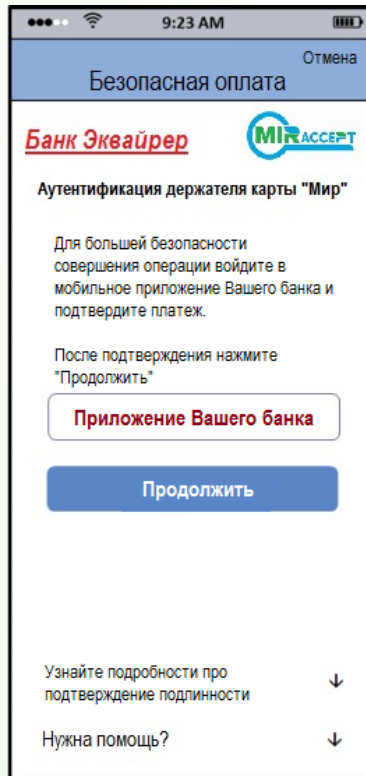 9:23 AM
Отмена
Безопасная оплата
Банк Эквайрер
MIR ACCEPT
Аутентификация держателя карты "Мир"
Для большей безопасности
совершения операции войдите в
мобильное приложение Вашего банка и
подтвердите платеж.
После подтверждения нажмите
"Продолжить"
Приложение Вашего банка
Продолжить
Узнайте подробности про
подтверждение подлинности
Нужна помощь?